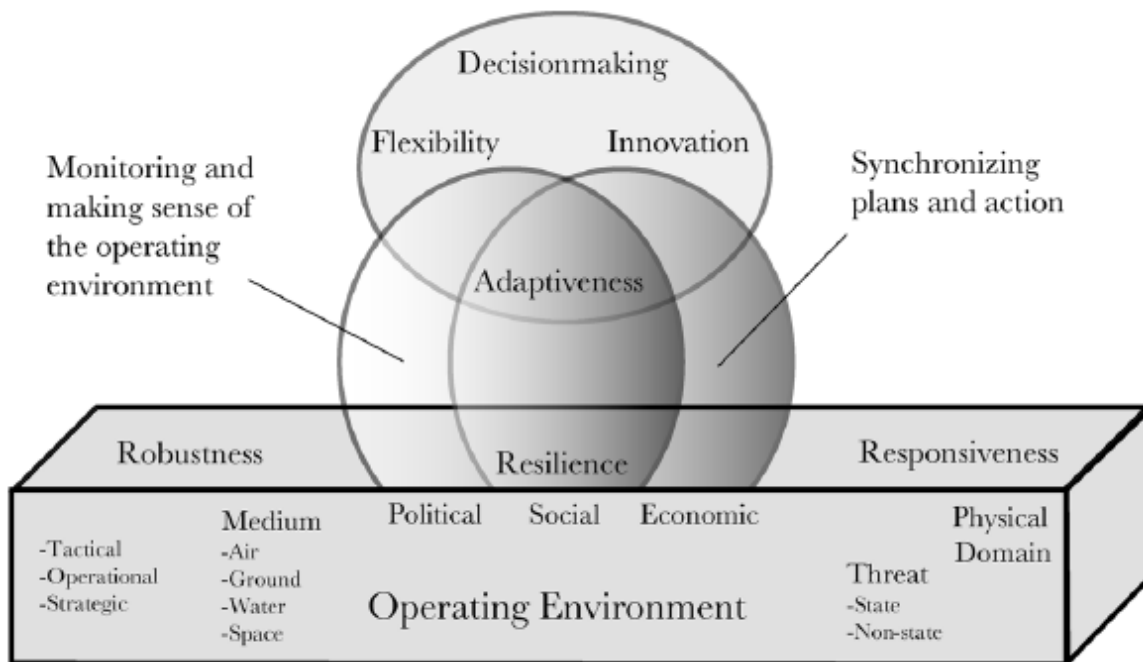 Decisionmaking
Flexibility
Innovation
Monitoring and
making sense of
the operating
environment
Synchronizing
plans and action
Adaptiveness
Robustness
Resilience
Responsiveness
-Tactical
-Operational
-Strategic
Medium
-Air
-Ground
-Water
-Space
Political
Social
Economic
Operating Environment
Threat
-State
-Non-state
Physical
Domain